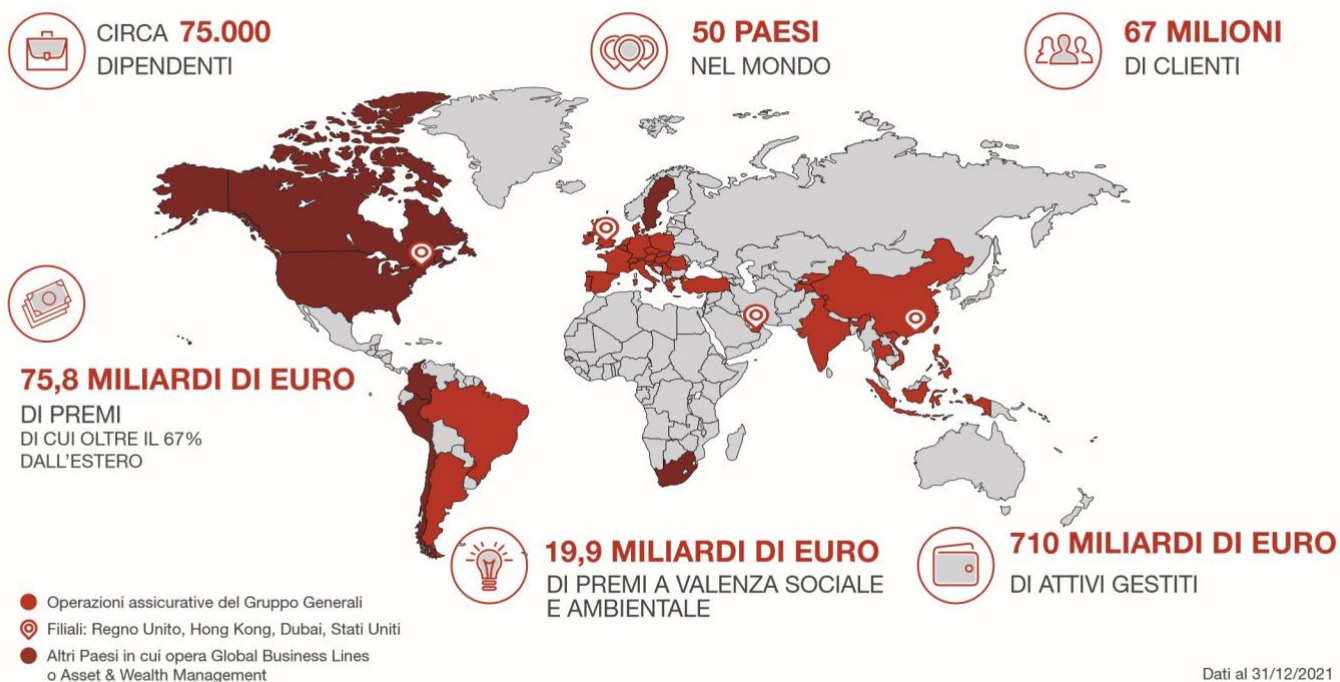 CIRCA 75.000
DIPENDENTI
50 PAESI
NEL MONDO
67 MILIONI
DI CLIENTI
75,8 MILIARDI DI EURO
DI PREMI
DI CUI OLTRE IL 67%
DALL'ESTERO
19,9 MILIARDI DI EURO
DI PREMI A VALENZA SOCIALE
E AMBIENTALE
710 MILIARDI DI EURO
DI ATTIVI GESTITI
Operazioni assicurative del Gruppo Generali
Filiali: Regno Unito, Hong Kong, Dubai, Stati Uniti
Altri Paesi in cui opera Global Business Lines
o Asset & Wealth Management
Dati al 31/12/2021